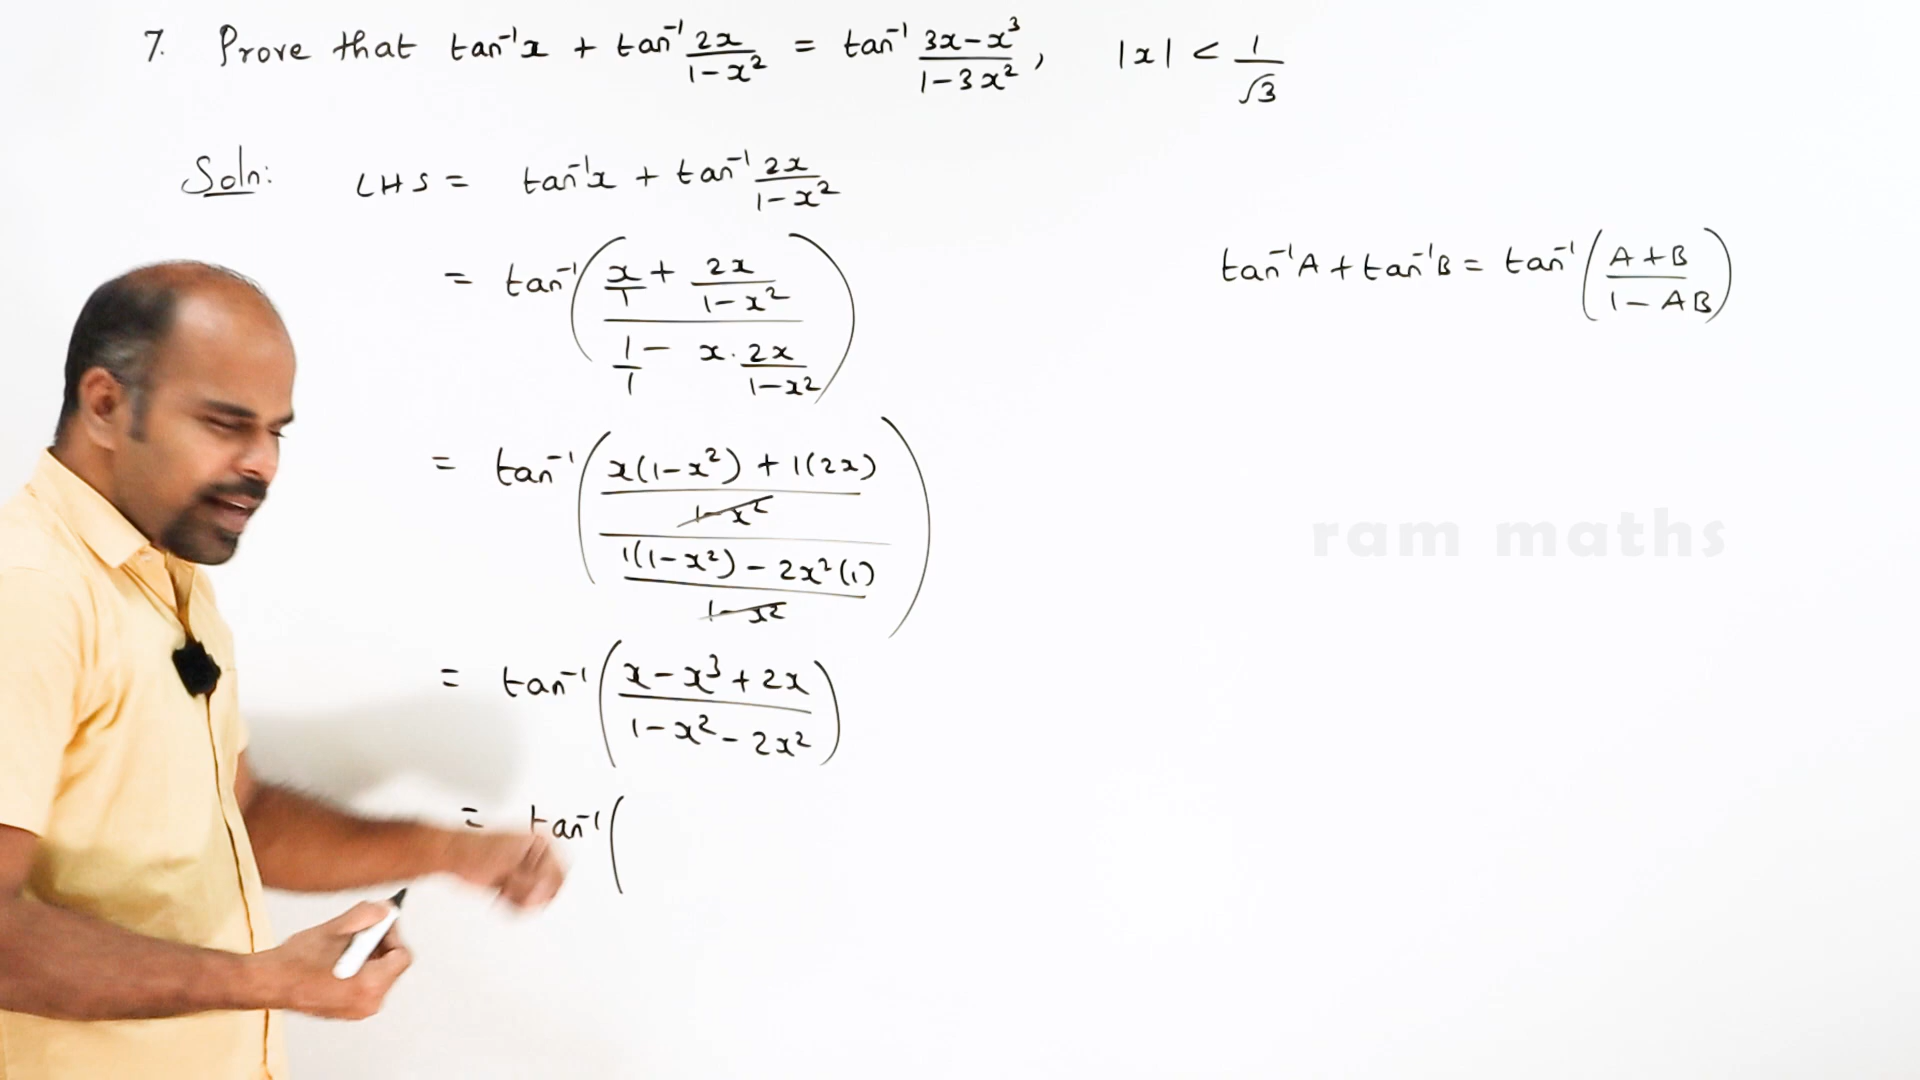 7. Prove that tan⁻¹x + tan⁻¹ 2x/(1-x²) = tan⁻¹ (3x-x³)/(1-3x²), |x| < 1/√3
Soln: LHS = tan⁻¹x + tan⁻¹ 2x/(1-x²)
= tan⁻¹((x/1 + 2x/(1-x²))/(1/1 - x·2x/(1-x²)))
tan⁻¹A + tan⁻¹B = tan⁻¹((A+B)/(1-AB))
= tan⁻¹(((x(1-x²)+1(2x))/(1-x²))/((1(1-x²)-2x²(1))/(1-x²)))
ram maths
= tan⁻¹((x-x³+2x)/(1-x²-2x²))
= tan⁻¹(